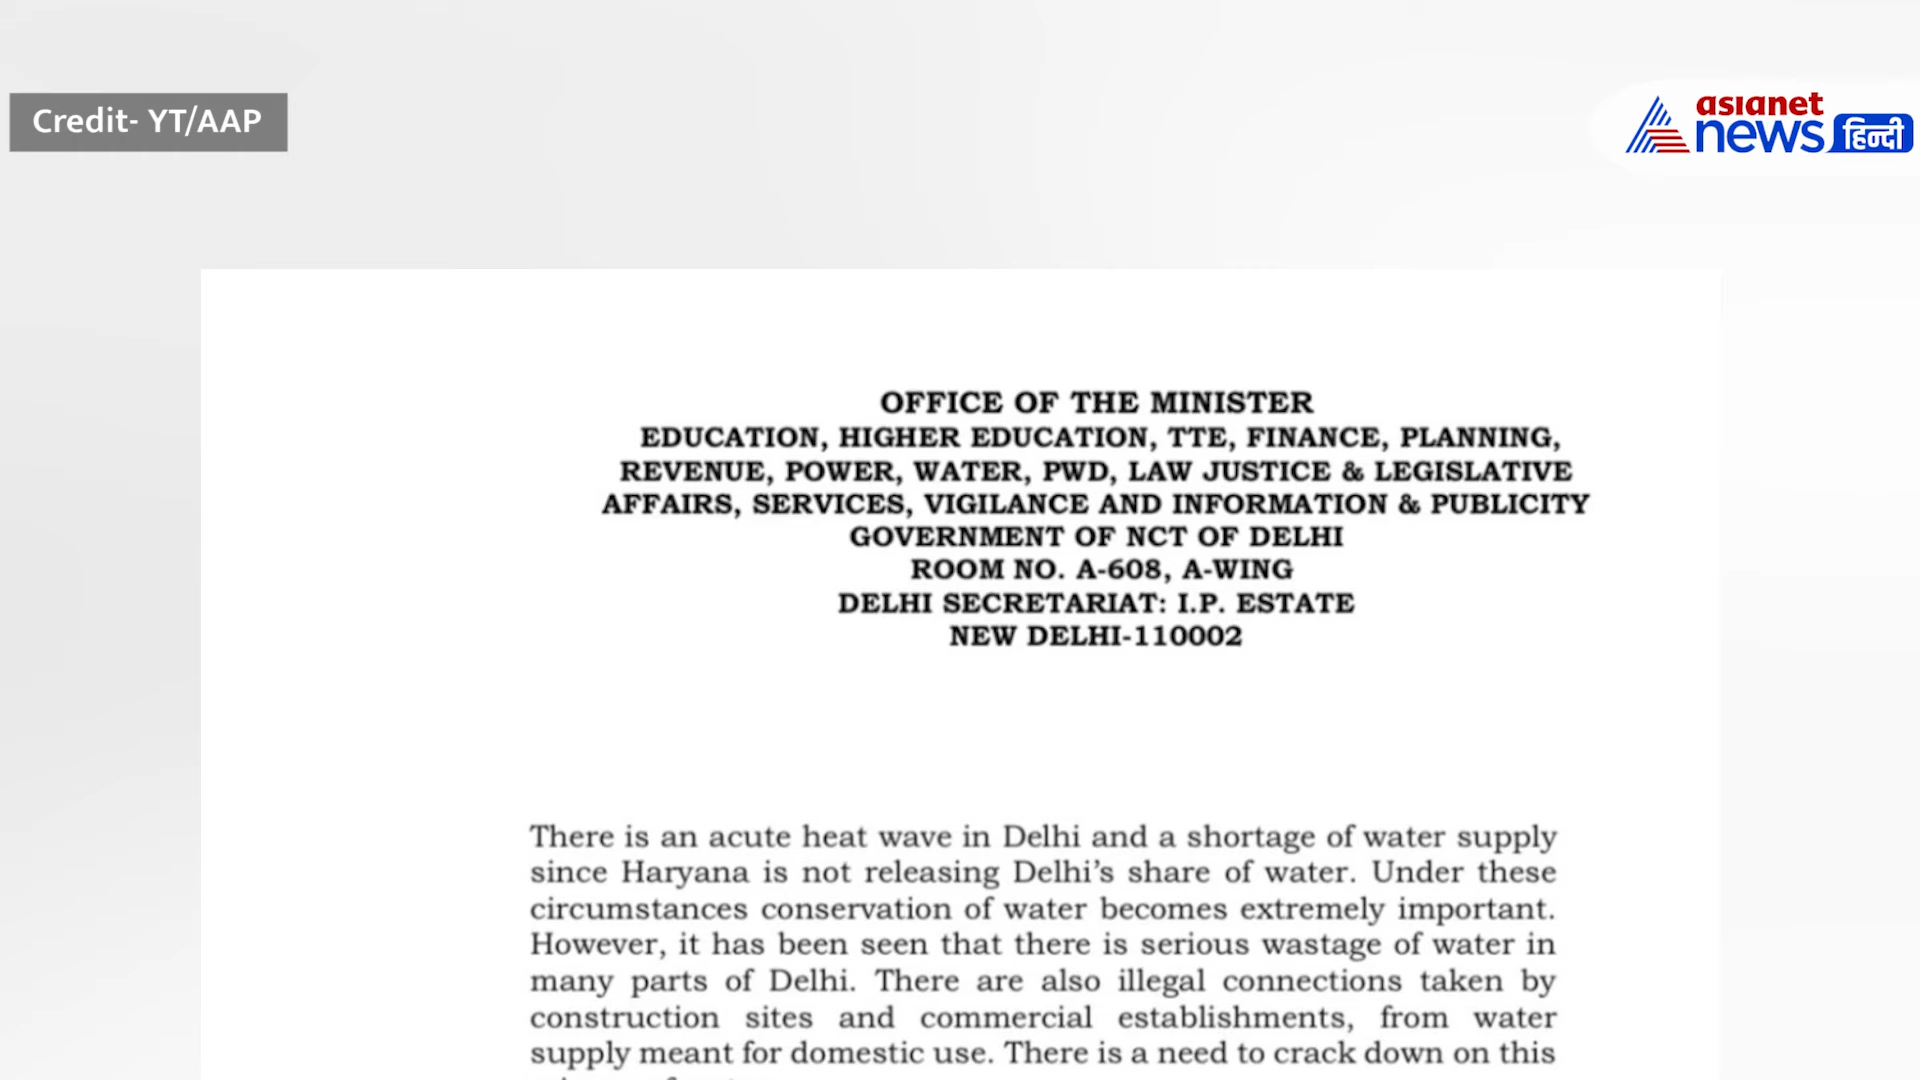 Credit- YT/AAP
asianet
news हिन्दी
OFFICE OF THE MINISTER
EDUCATION, HIGHER EDUCATION, TTE, FINANCE, PLANNING,
REVENUE, POWER, WATER, PWD, LAW JUSTICE & LEGISLATIVE
AFFAIRS, SERVICES, VIGILANCE AND INFORMATION & PUBLICITY
GOVERNMENT OF NCT OF DELHI
ROOM NO. A-608, A-WING
DELHI SECRETARIAT: I.P. ESTATE
NEW DELHI-110002
There is an acute heat wave in Delhi and a shortage of water supply
since Haryana is not releasing Delhi’s share of water. Under these
circumstances conservation of water becomes extremely important.
However, it has been seen that there is serious wastage of water in
many parts of Delhi. There are also illegal connections taken by
construction sites and commercial establishments, from water
supply meant for domestic use. There is a need to crack down on this